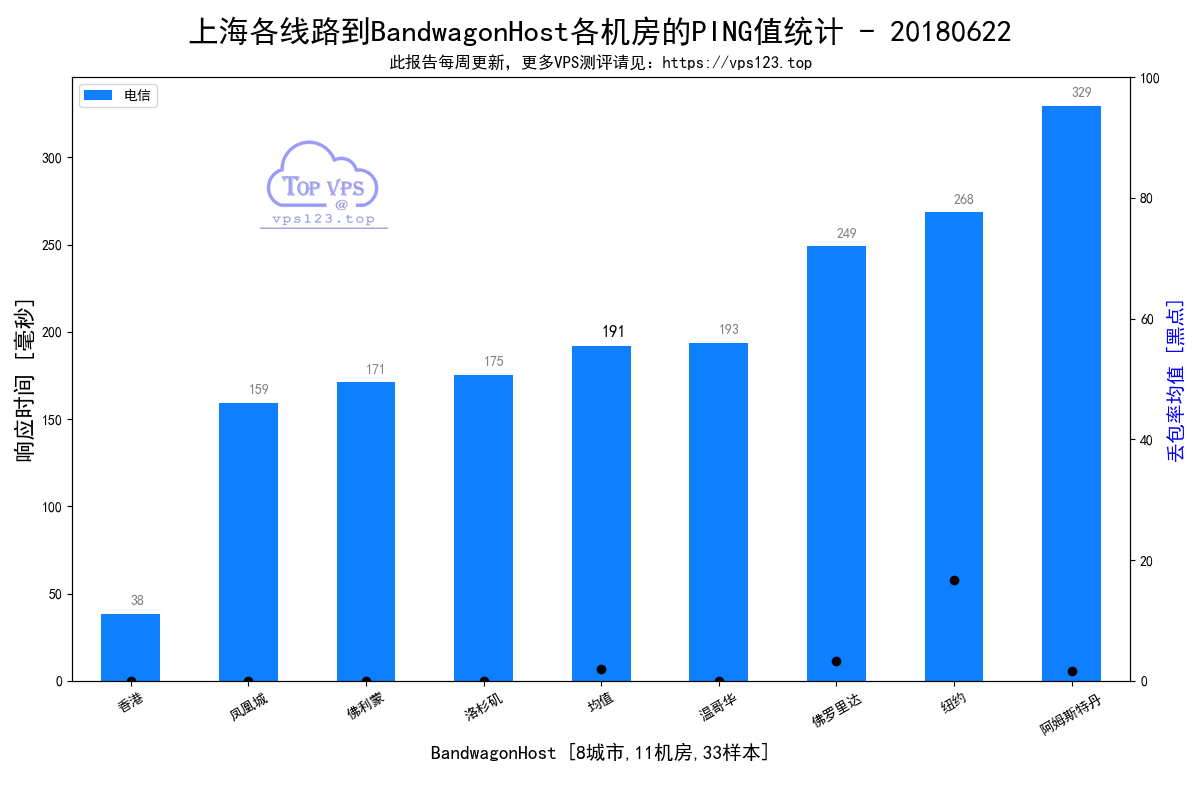 上海各线路到BandwagonHost各机房的PING值统计 - 20180622
此报告每周更新，更多VPS测评请见：https://vps123.top
电信
TOP VPS
@
vps123.top
响应时间 [毫秒]
300
250
200
150
100
50
0
38
159
171
175
191
193
249
268
329
100
80
60
40
20
0
丢包率均值 [黑点]
香港
凤凰城
佛利蒙
洛杉矶
均值
温哥华
佛罗里达
纽约
阿姆斯特丹
BandwagonHost [8城市,11机房,33样本]